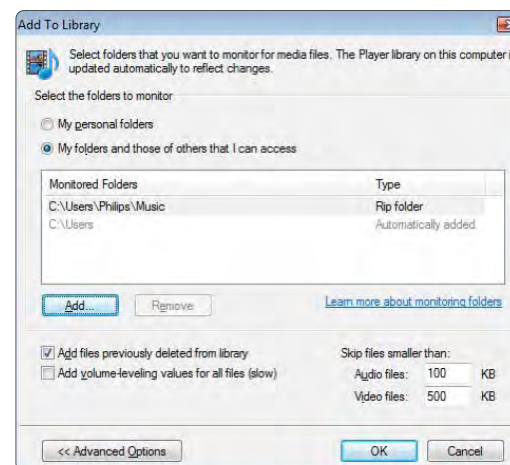 Add To Library
Select folders that you want to monitor for media files. The Player library on this computer
updated automatically to reflect changes.
Select the folders to monitor
My personal folders
My folders and those of others that I can access
Monitored Folders Type
C:\Users\Philips\Music Rip folder
C:\Users Automatically added
Add... Remove Learn more about monitoring folders
Add files previously deleted from library Skip files smaller than:
Add volume-leveling values for all files (slow) Audio files: 100 KB
Video files: 500 KB
<< Advanced Options OK Cancel